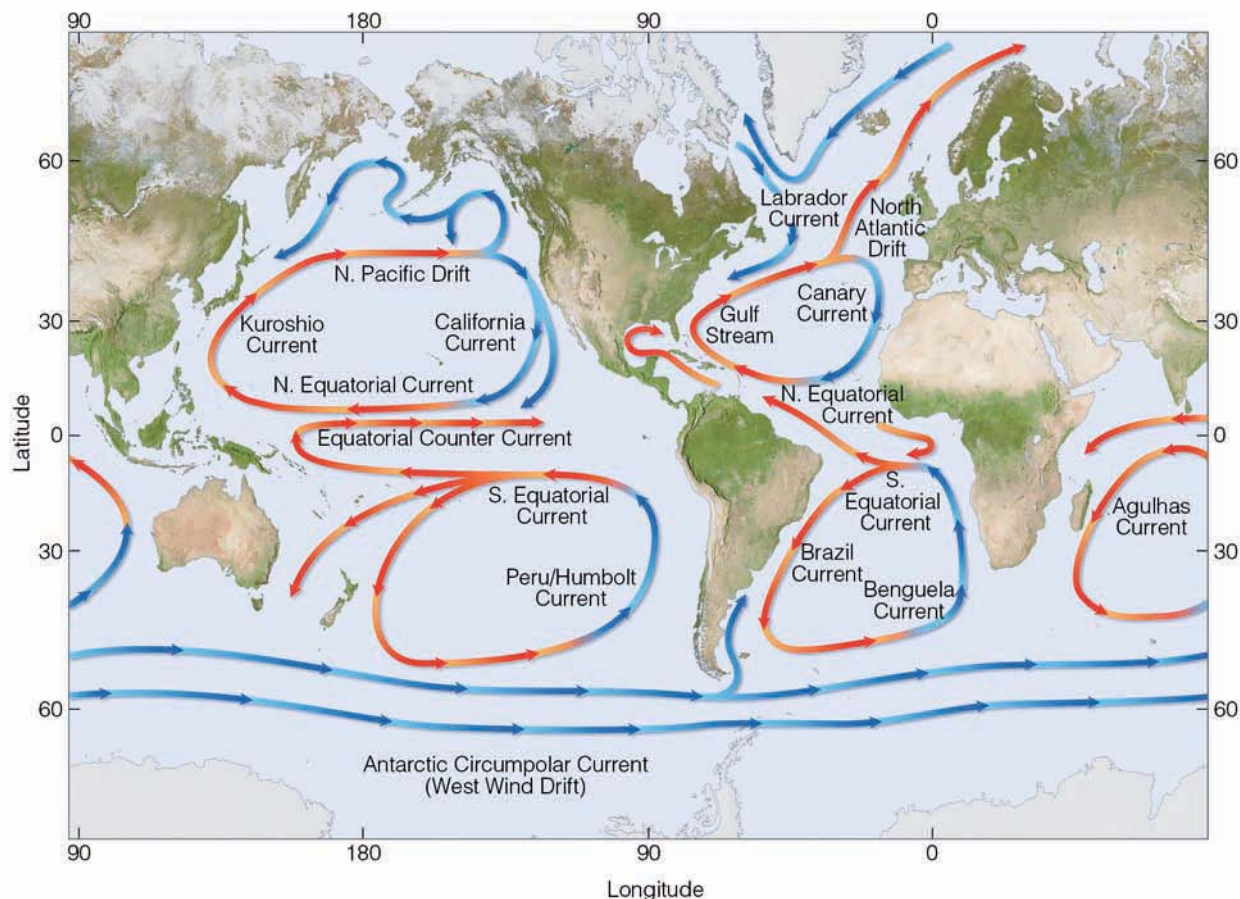 90
180
90
0
60
60
Labrador
Current
North
Atlantic
Drift
N. Pacific Drift
Canary
Current
Gulf
Stream
30
30
Kuroshio
Current
California
Current
N. Equatorial Current
N. Equatorial
Current
0
0
Equatorial Counter Current
Latitude
S. Equatorial
Current
S.
Equatorial
Current
Agulhas
Current
30
30
Brazil
Current
Peru/Humbolt
Current
Benguela
Current
60
60
Antarctic Circumpolar Current
(West Wind Drift)
90
180
90
0
Longitude